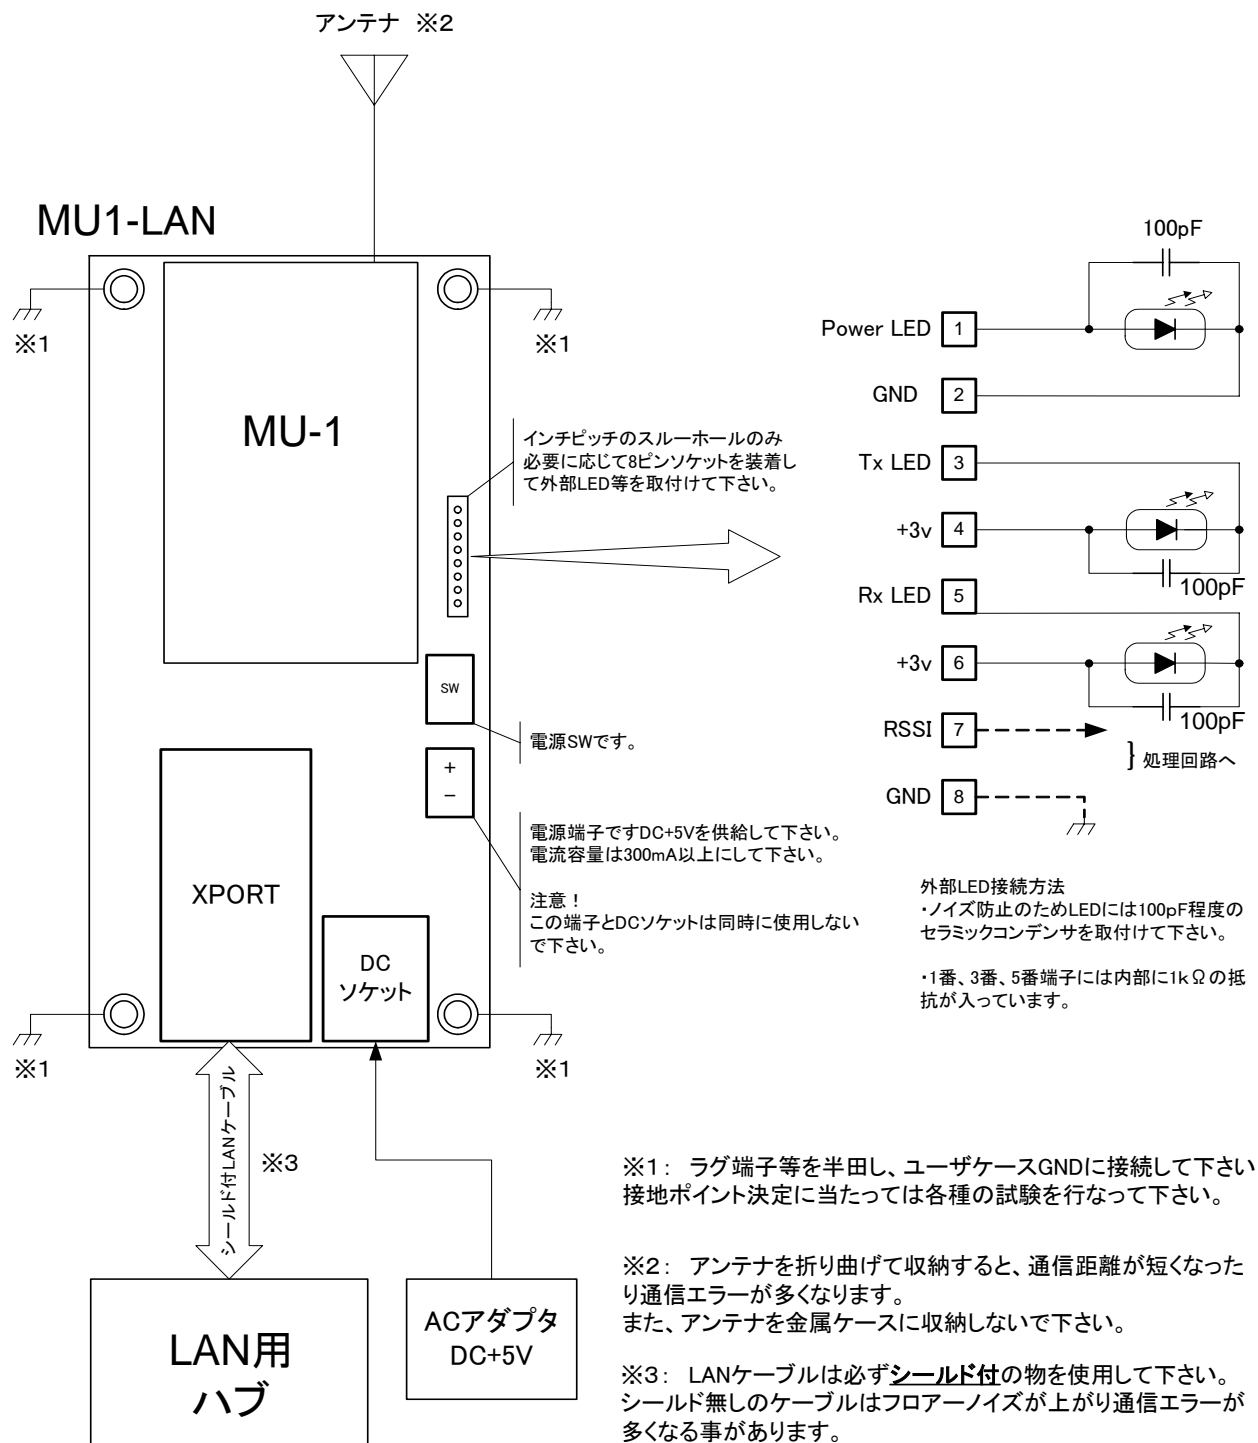 アンテナ ※2
MU1-LAN
※1
※1
MU-1
インチピッチのスルーホールのみ
必要に応じて8ピンソケットを装着し
て外部LED等を取付けて下さい。
SW
電源SWです。
+
−
電源端子ですDC+5Vを供給して下さい。
電流容量は300mA以上にして下さい。
注意！
この端子とDCソケットは同時に使用しない
で下さい。
XPORT
DC
ソケット
※1
※1
シールド付LANケーブル
※3
LAN用
ハブ
ACアダプタ
DC+5V
100pF
Power LED 1
GND 2
Tx LED 3
+3v 4
100pF
Rx LED 5
+3v 6
100pF
RSSI 7
} 処理回路へ
GND 8
外部LED接続方法
・ノイズ防止のためLEDには100pF程度の
セラミックコンデンサを取付けて下さい。
・1番、3番、5番端子には内部に1kΩの抵
抗が入っています。
※1： ラグ端子等を半田し、ユーザケースGNDに接続して下さい
接地ポイント決定に当たっては各種の試験を行なって下さい。
※2： アンテナを折り曲げて収納すると、通信距離が短くなった
り通信エラーが多くなります。
また、アンテナを金属ケースに収納しないで下さい。
※3： LANケーブルは必ずシールド付の物を使用して下さい。
シールド無しのケーブルはフロアーノイズが上がり通信エラーが
多くなる事があります。